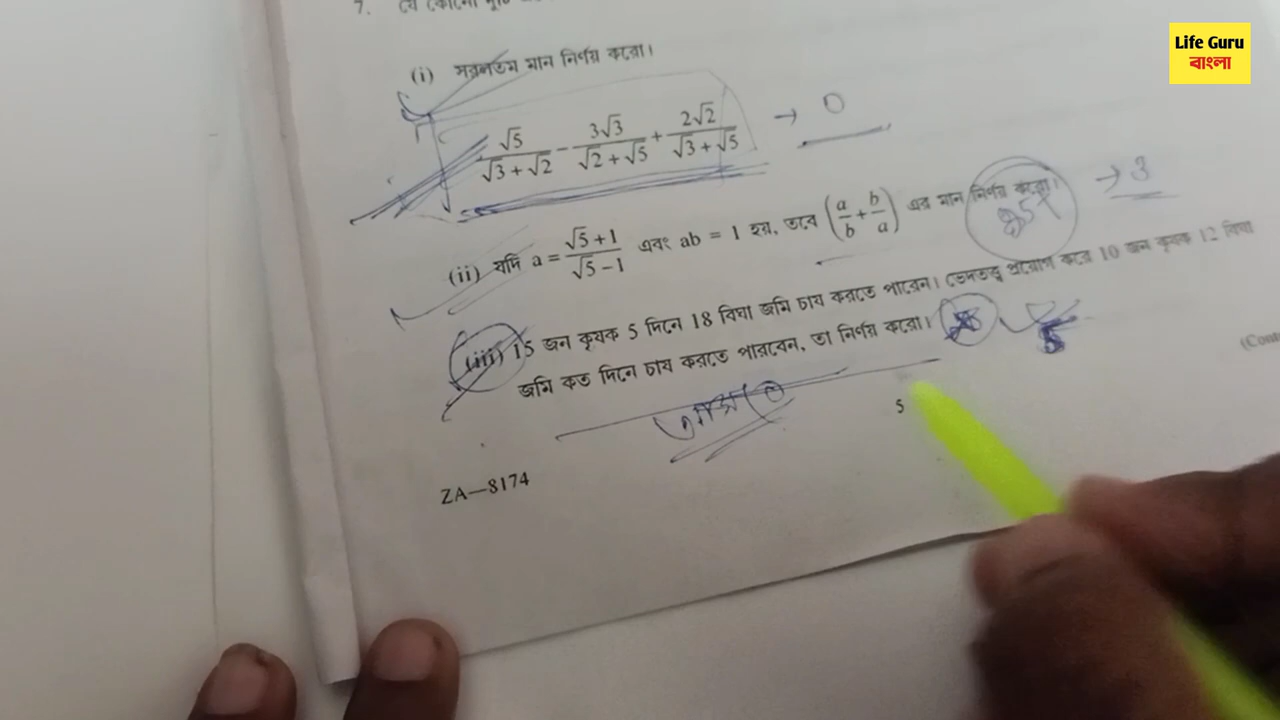 Life Guru
বাংলা
7. যে কোনো দুটি
(i) সরলতম মান নির্ণয় করো।
√5/(√3+√2) − 3√3/(√2+√5) + 2√2/(√3+√5) → 0
(ii) যদি a = (√5+1)/(√5−1) এবং ab = 1 হয়, তবে (a/b + b/a) এর মান নির্ণয় করো। → 3
(iii) 15 জন কৃষক 5 দিনে 18 বিঘা জমি চাষ করতে পারেন। ভেদতত্ত্ব প্রয়োগ করে 10 জন কৃষক 12 বিঘা
জমি কত দিনে চাষ করতে পারবেন, তা নির্ণয় করো। 5
5
ZA—8174